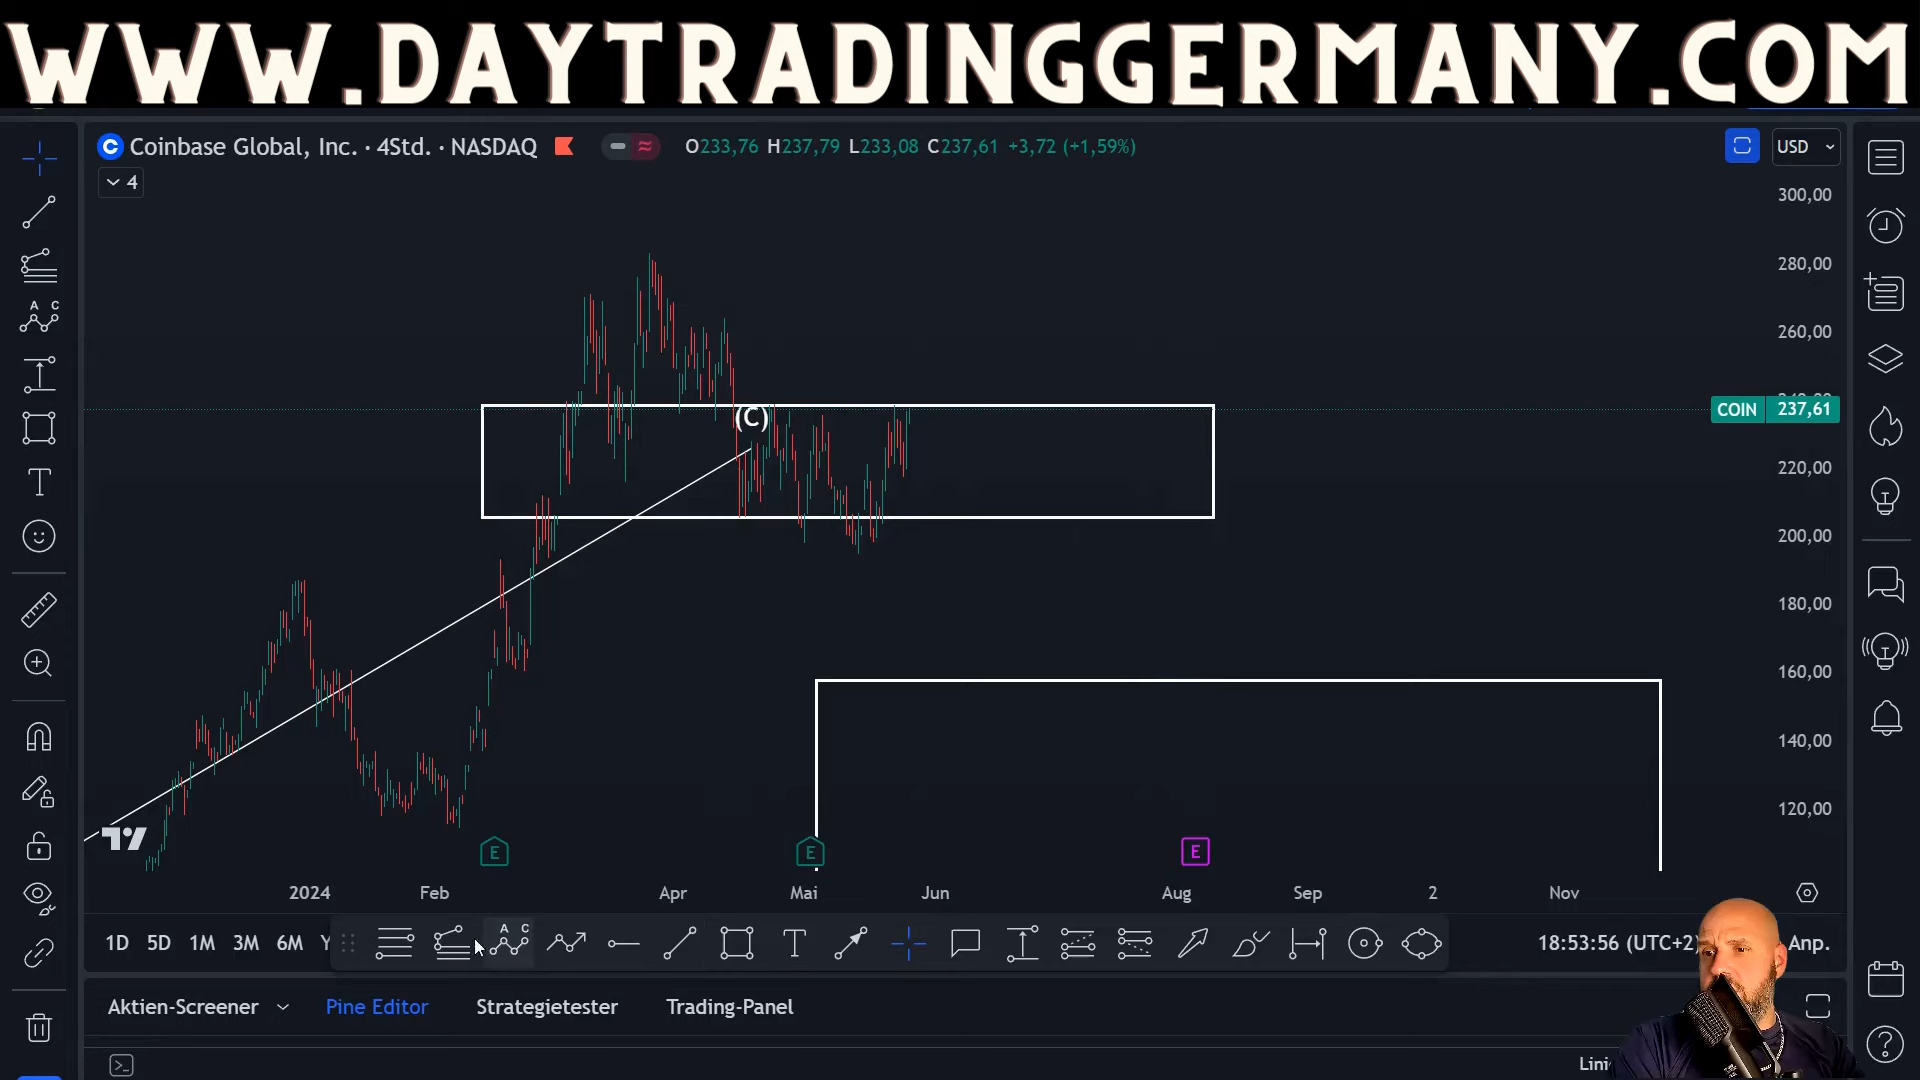 WWW.DAYTRADINGGERMANY.COM
Coinbase Global, Inc. · 4Std. · NASDAQ O233,76 H237,79 L233,08 C237,61 +3,72 (+1,59%)
USD
4
300,00
280,00
260,00
COIN 237,61
(C)
220,00
200,00
180,00
160,00
140,00
120,00
E E E
2024 Feb Apr Mai Jun Aug Sep 2 Nov
1D 5D 1M 3M 6M Y
A C
T
18:53:56 (UTC+2)
Anp.
Aktien-Screener Pine Editor Strategietester Trading-Panel